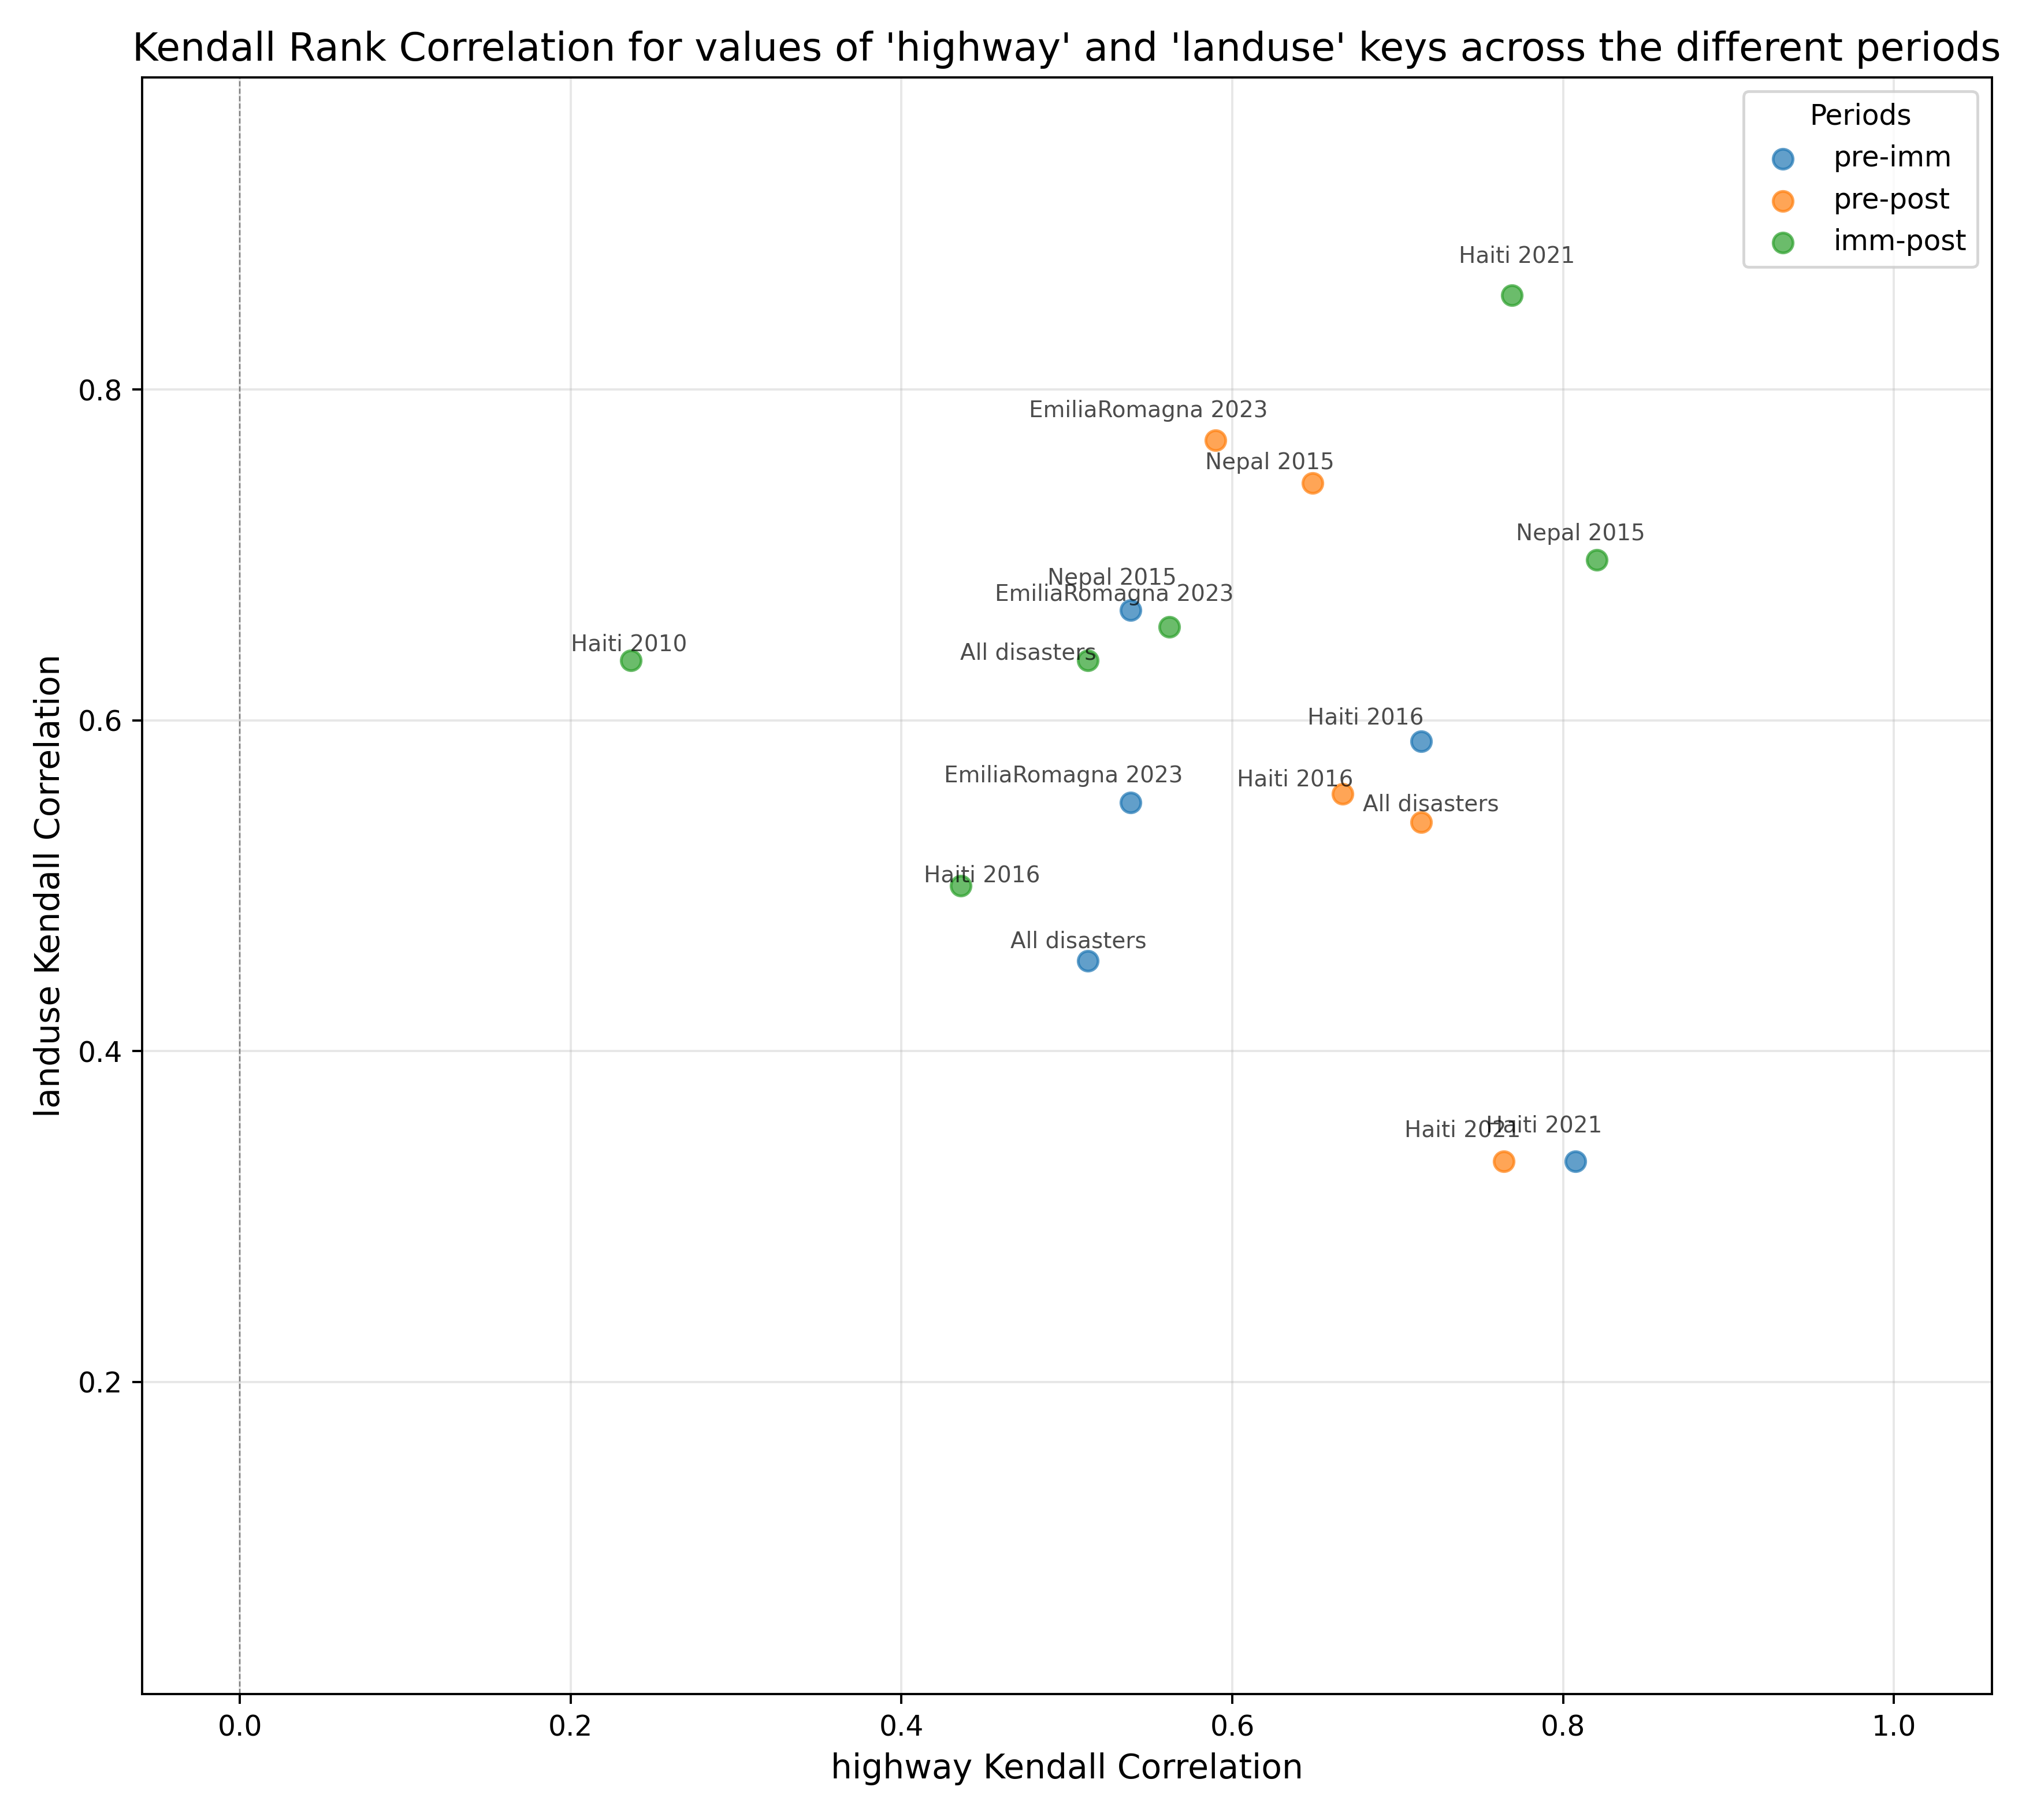 Kendall Rank Correlation for values of 'highway' and 'landuse' keys across the different periods
Periods
pre-imm
pre-post
imm-post
Haiti 2021
EmiliaRomagna 2023
Nepal 2015
Nepal 2015
Nepal 2015
EmiliaRomagna 2023
Haiti 2010
All disasters
Haiti 2016
EmiliaRomagna 2023
Haiti 2016
All disasters
Haiti 2016
All disasters
Haiti 2021
Haiti 2021
0.8
0.6
0.4
0.2
landuse Kendall Correlation
0.0
0.2
0.4
0.6
0.8
1.0
highway Kendall Correlation